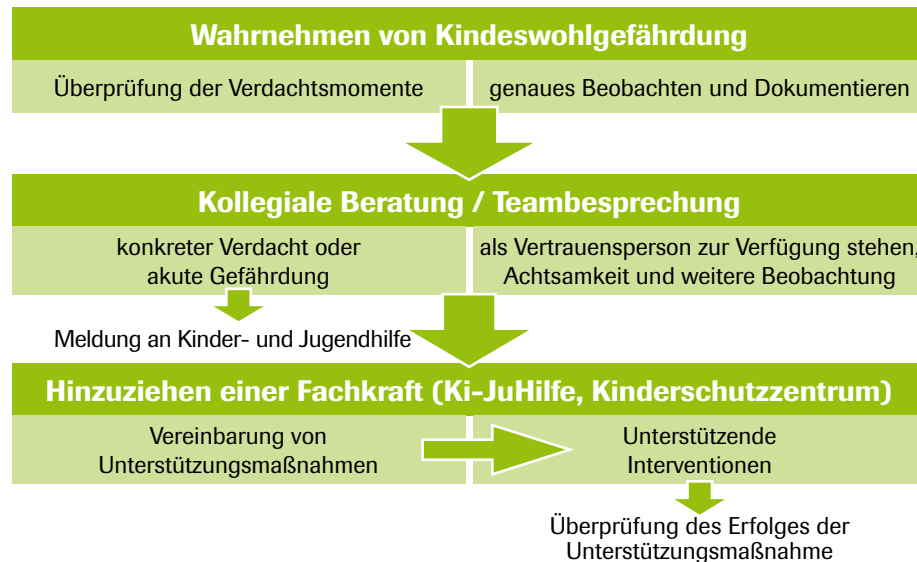 Wahrnehmen von Kindeswohlgefährdung
Überprüfung der Verdachtsmomente
genaues Beobachten und Dokumentieren
Kollegiale Beratung / Teambesprechung
konkreter Verdacht oder
akute Gefährdung
als Vertrauensperson zur Verfügung stehen,
Achtsamkeit und weitere Beobachtung
Meldung an Kinder- und Jugendhilfe
Hinzuziehen einer Fachkraft (Ki-JuHilfe, Kinderschutzzentrum)
Vereinbarung von
Unterstützungsmaßnahmen
Unterstützende
Interventionen
Überprüfung des Erfolges der
Unterstützungsmaßnahme